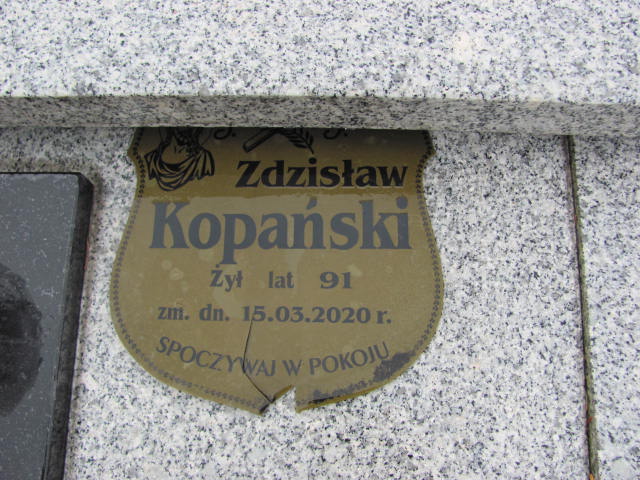 Ś. P.
Zdzisław
Kopański
Żył lat 91
zm. dn. 15.03.2020 r.
SPOCZYWAJ W POKOJU